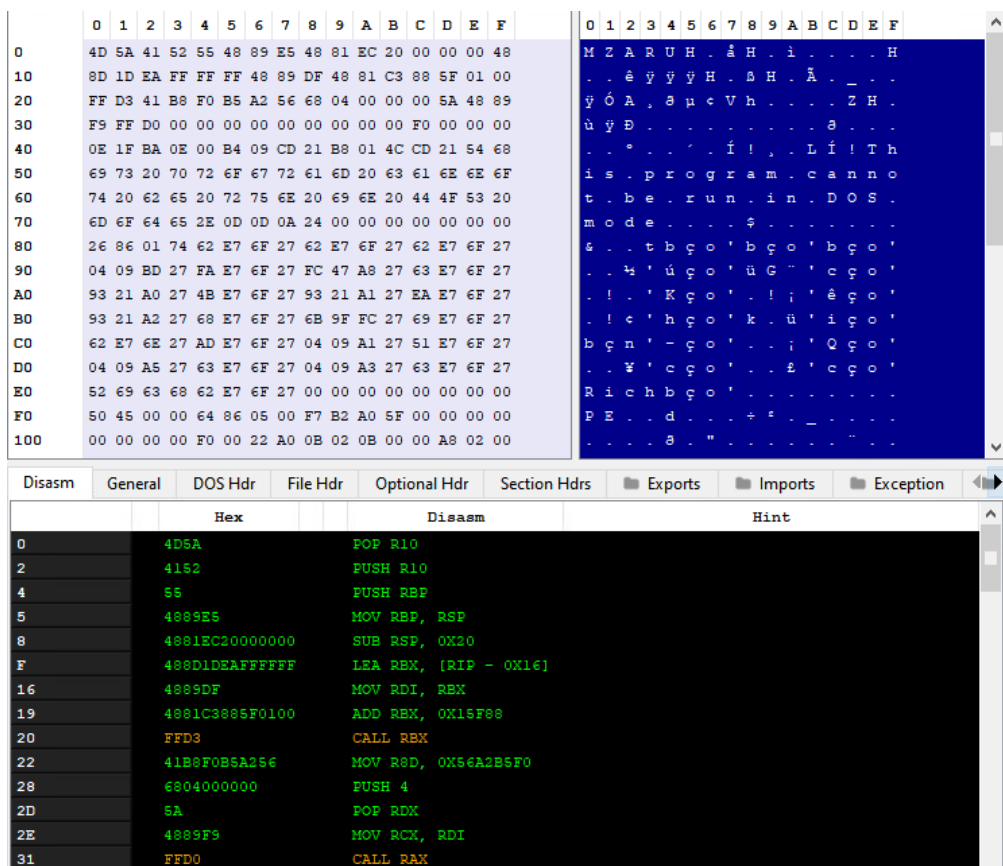 0 1 2 3 4 5 6 7 8 9 A B C D E F 0 1 2 3 4 5 6 7 8 9 A B C D E F
0 4D 5A 41 52 55 48 89 E5 48 81 EC 20 00 00 00 48 M Z A R U H . å H . ì . . . . H
10 8D 1D EA FF FF FF 48 89 DF 48 81 C3 88 5F 01 00 . . ê ÿ ÿ ÿ H . ß H . Ã . _ . .
20 FF D3 41 B8 F0 B5 A2 56 68 04 00 00 00 5A 48 89 ÿ Ó A ¸ ð µ ¢ V h . . . . Z H .
30 F9 FF D0 00 00 00 00 00 00 00 00 00 F0 00 00 00 ù ÿ Ð . . . . . . . . . ð . . .
40 0E 1F BA 0E 00 B4 09 CD 21 B8 01 4C CD 21 54 68 . . º . . ´ . Í ! ¸ . L Í ! T h
50 69 73 20 70 72 6F 67 72 61 6D 20 63 61 6E 6E 6F i s . p r o g r a m . c a n n o
60 74 20 62 65 20 72 75 6E 20 69 6E 20 44 4F 53 20 t . b e . r u n . i n . D O S .
70 6D 6F 64 65 2E 0D 0D 0A 24 00 00 00 00 00 00 00 m o d e . . . . $ . . . . . . .
80 26 86 01 74 62 E7 6F 27 62 E7 6F 27 62 E7 6F 27 & . . t b ç o ' b ç o ' b ç o '
90 04 09 BD 27 FA E7 6F 27 FC 47 A8 27 63 E7 6F 27 . . ½ ' ú ç o ' ü G ¨ ' c ç o '
A0 93 21 A0 27 4B E7 6F 27 93 21 A1 27 EA E7 6F 27 . ! . ' K ç o ' . ! ¡ ' ê ç o '
B0 93 21 A2 27 68 E7 6F 27 6B 9F FC 27 69 E7 6F 27 . ! ¢ ' h ç o ' k . ü ' i ç o '
C0 62 E7 6E 27 AD E7 6F 27 04 09 A1 27 51 E7 6F 27 b ç n ' - ç o ' . . ¡ ' Q ç o '
D0 04 09 A5 27 63 E7 6F 27 04 09 A3 27 63 E7 6F 27 . . ¥ ' c ç o ' . . £ ' c ç o '
E0 52 69 63 68 62 E7 6F 27 00 00 00 00 00 00 00 00 R i c h b ç o ' . . . . . . . .
F0 50 45 00 00 64 86 05 00 F7 B2 A0 5F 00 00 00 00 P E . . d . . . ÷ ² . _ . . . .
100 00 00 00 00 F0 00 22 A0 0B 02 0B 00 00 A8 02 00 . . . . ð . " . . . . . . ¨ . .
Disasm General DOS Hdr File Hdr Optional Hdr Section Hdrs Exports Imports Exception
Hex Disasm Hint
0 4D5A POP R10
2 4152 PUSH R10
4 55 PUSH RBP
5 4889E5 MOV RBP, RSP
8 4881EC20000000 SUB RSP, 0X20
F 488D1DEAFFFFFF LEA RBX, [RIP - 0X16]
16 4889DF MOV RDI, RBX
19 4881C3885F0100 ADD RBX, 0X15F88
20 FFD3 CALL RBX
22 41B8F0B5A256 MOV R8D, 0X56A2B5F0
28 6804000000 PUSH 4
2D 5A POP RDX
2E 4889F9 MOV RCX, RDI
31 FFD0 CALL RAX